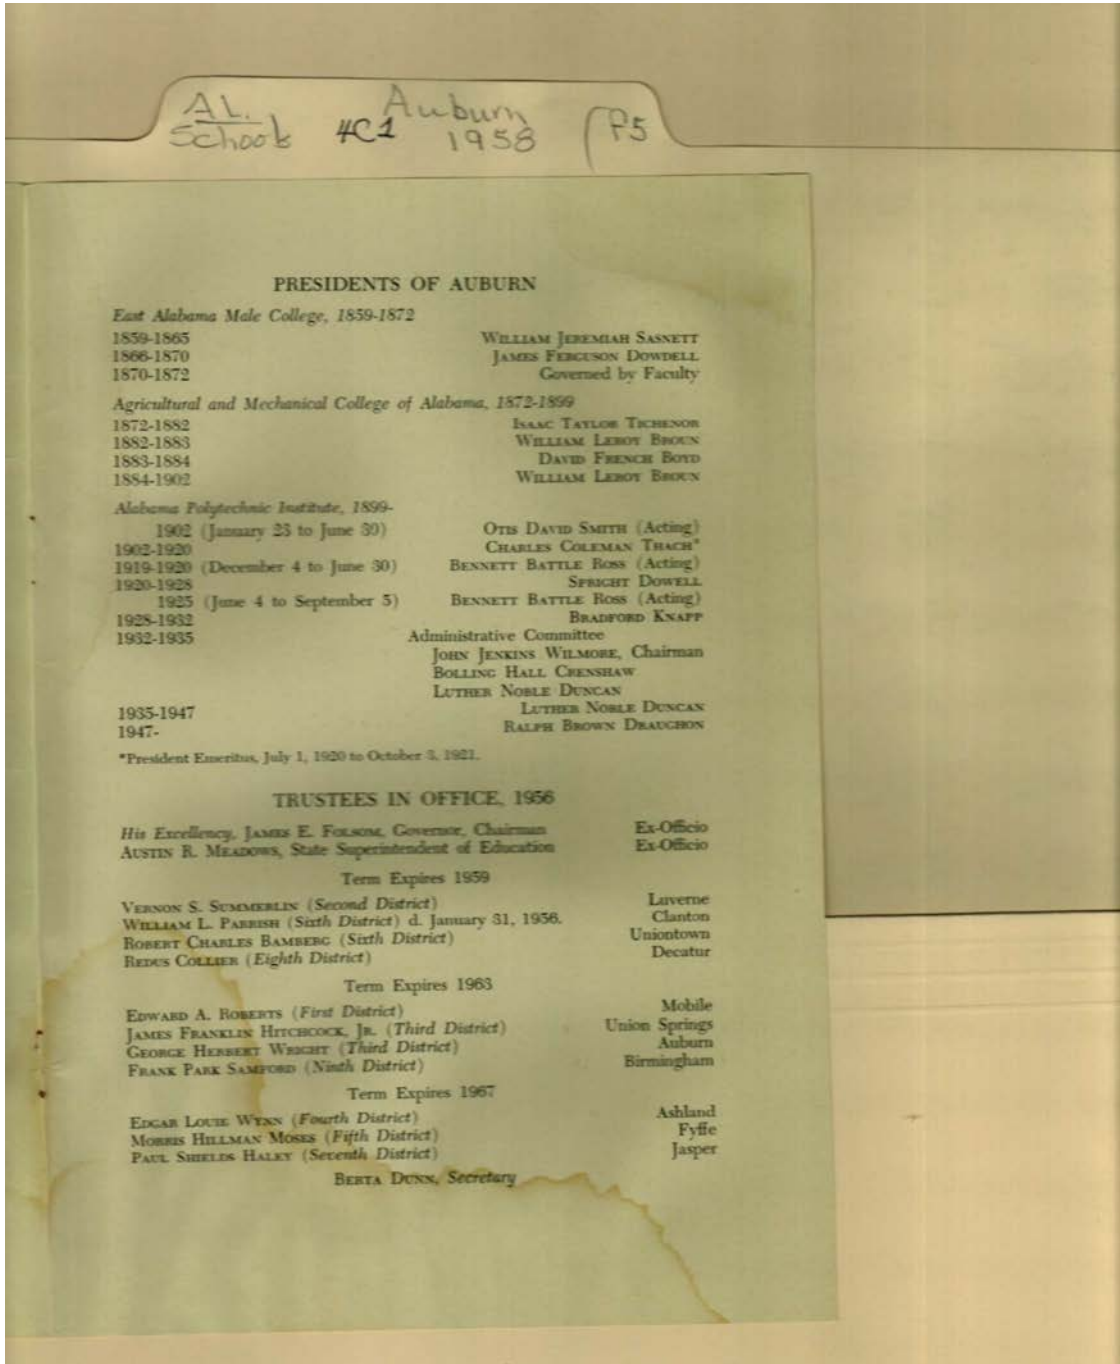 AL. Auburn
Schools 4C1 1958 P5
PRESIDENTS OF AUBURN
East Alabama Male College, 1859-1872
1859-1865 WILLIAM JEREMIAH SASNETT
1866-1870 JAMES FERGUSON DOWDELL
1870-1872 Governed by Faculty
Agricultural and Mechanical College of Alabama, 1872-1899
1872-1882 ISAAC TAYLOR TICHENOR
1882-1883 WILLIAM LEROY BROUN
1883-1884 DAVID FRENCH BOYD
1884-1902 WILLIAM LEROY BROUN
Alabama Polytechnic Institute, 1899-
1902 (January 23 to June 30) OTIS DAVID SMITH (Acting)
1902-1920 CHARLES COLEMAN THACH*
1919-1920 (December 4 to June 30) BENNETT BATTLE ROSS (Acting)
1920-1928 SPRIGHT DOWELL
1925 (June 4 to September 5) BENNETT BATTLE ROSS (Acting)
1928-1932 BRADFORD KNAPP
1932-1935 Administrative Committee
JOHN JENKINS WILMORE, Chairman
BOLLING HALL CRENSHAW
LUTHER NOBLE DUNCAN
1935-1947 LUTHER NOBLE DUNCAN
1947- RALPH BROWN DRAUGHON
*President Emeritus, July 1, 1920 to October 3, 1921.
TRUSTEES IN OFFICE, 1956
His Excellency, JAMES E. FOLSOM, Governor, Chairman Ex-Officio
AUSTIN R. MEADOWS, State Superintendent of Education Ex-Officio
Term Expires 1959
VERNON S. SUMMERLIN (Second District) Luverne
WILLIAM L. PARRISH (Sixth District) d. January 31, 1956. Clanton
ROBERT CHARLES BAMBERG (Sixth District) Uniontown
REDUS COLLIER (Eighth District) Decatur
Term Expires 1963
EDWARD A. ROBERTS (First District) Mobile
JAMES FRANKLIN HITCHCOCK, JR. (Third District) Union Springs
GEORGE HERBERT WRIGHT (Third District) Auburn
FRANK PARK SAMFORD (Ninth District) Birmingham
Term Expires 1967
EDGAR LOUIE WYNN (Fourth District) Ashland
MORRIS HILLMAN MOSES (Fifth District) Fyffe
PAUL SHIELDS HALEY (Seventh District) Jasper
BERTA DUNN, Secretary